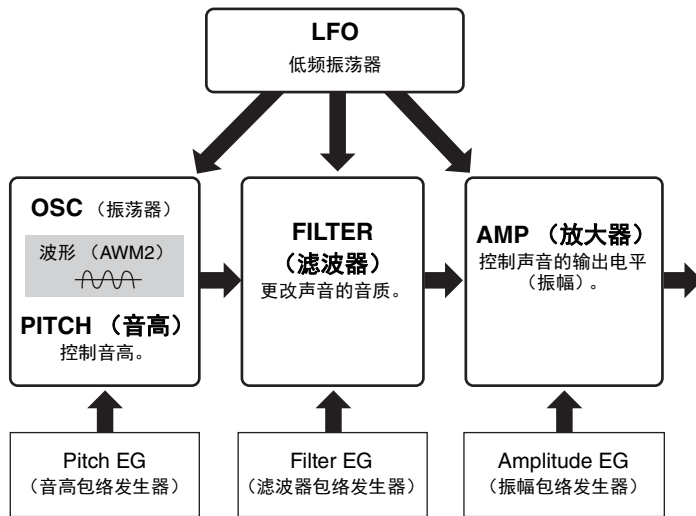 LFO
低频振荡器
OSC （振荡器）
波形 （AWM2）
PITCH （音高）
控制音高。
FILTER
（滤波器）
更改声音的音质。
AMP （放大器）
控制声音的输出电平
（振幅）。
Pitch EG
（音高包络发生器）
Filter EG
（滤波器包络发生器）
Amplitude EG
（振幅包络发生器）